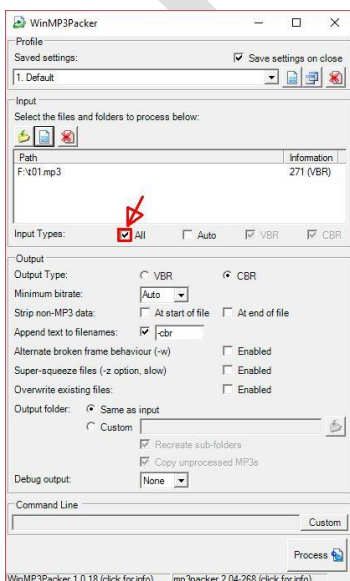 WinMP3Packer
Profile
Saved settings:
Save settings on close
1. Default
Input
Select the files and folders to process below:
Path Information
F:\t01.mp3 271 (VBR)
Input Types: All Auto VBR CBR
Output
Output Type: VBR CBR
Minimum bitrate: Auto
Strip non-MP3 data: At start of file At end of file
Append text to filenames: -cbr
Alternate broken frame behaviour (-w) Enabled
Super-squeeze files (-z option, slow) Enabled
Overwrite existing files: Enabled
Output folder: Same as input
Custom
Recreate sub-folders
Copy unprocessed MP3s
Debug output: None
Command Line
Custom
Process
WinMP3Packer 1.0.18 (click for info) mp3packer 2.04-268 (click for info)